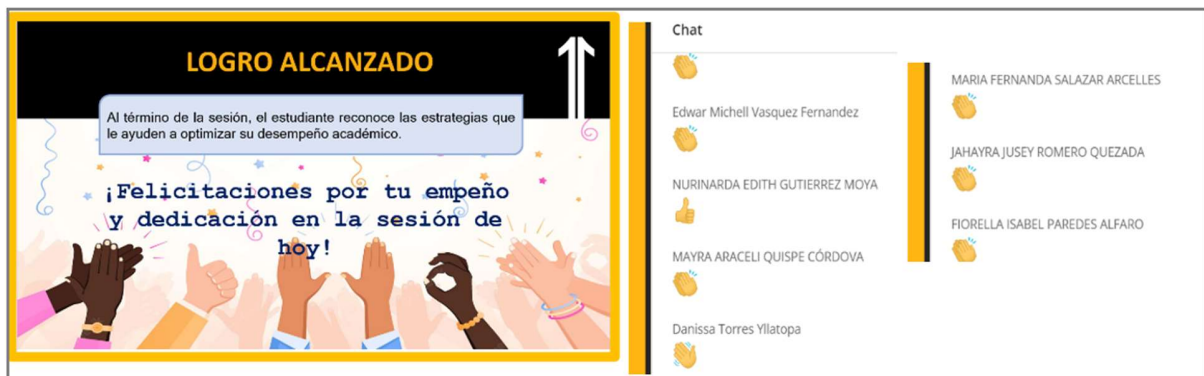 LOGRO ALCANZADO
Al término de la sesión, el estudiante reconoce las estrategias que
le ayuden a optimizar su desempeño académico.
¡Felicitaciones por tu empeño
y dedicación en la sesión de
hoy!
Chat
Edwar Michell Vasquez Fernandez
NURINARDA EDITH GUTIERREZ MOYA
MAYRA ARACELI QUISPE CÓRDOVA
Danissa Torres Yllatopa
MARIA FERNANDA SALAZAR ARCELLES
JAHAYRA JUSEY ROMERO QUEZADA
FIORELLA ISABEL PAREDES ALFARO